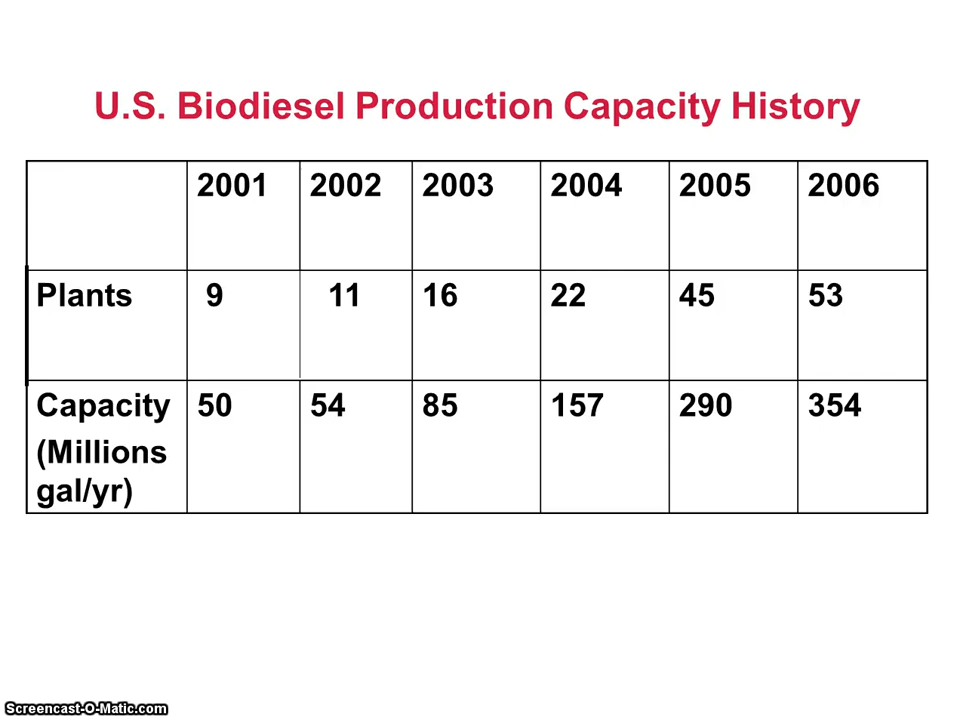 U.S. Biodiesel Production Capacity History
2001 2002 2003 2004 2005 2006
Plants 9 11 16 22 45 53
Capacity 50 54 85 157 290 354
(Millions
gal/yr)
Screencast-O-Matic.com